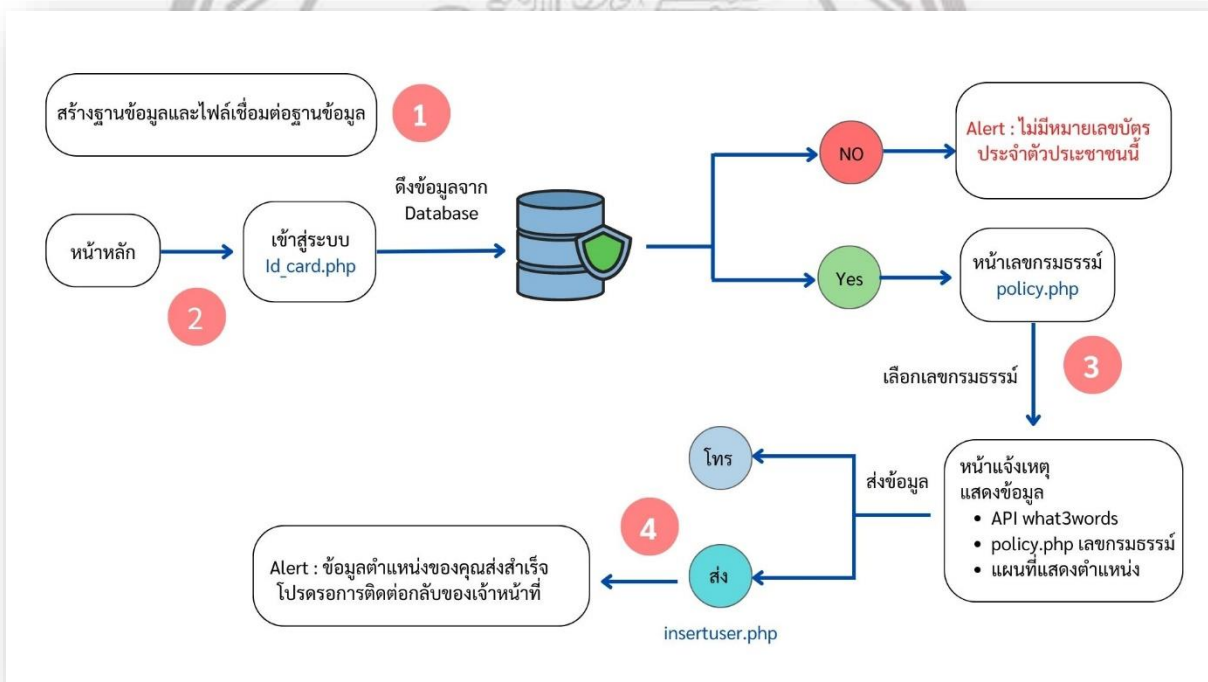 สร้างฐานข้อมูลและไฟล์เชื่อมต่อฐานข้อมูล
1
หน้าหลัก
2
เข้าสู่ระบบ
Id_card.php
ดึงข้อมูลจาก
Database
NO
Alert : ไม่มีหมายเลขบัตร
ประจำตัวประชาชนนี้
Yes
หน้าเลขกรมธรรม์
policy.php
3
เลือกเลขกรมธรรม์
หน้าแจ้งเหตุ
แสดงข้อมูล
• API what3words
• policy.php เลขกรมธรรม์
• แผนที่แสดงตำแหน่ง
ส่งข้อมูล
โทร
ส่ง
insertuser.php
4
Alert : ข้อมูลตำแหน่งของคุณส่งสำเร็จ
โปรดรอการติดต่อกลับของเจ้าหน้าที่